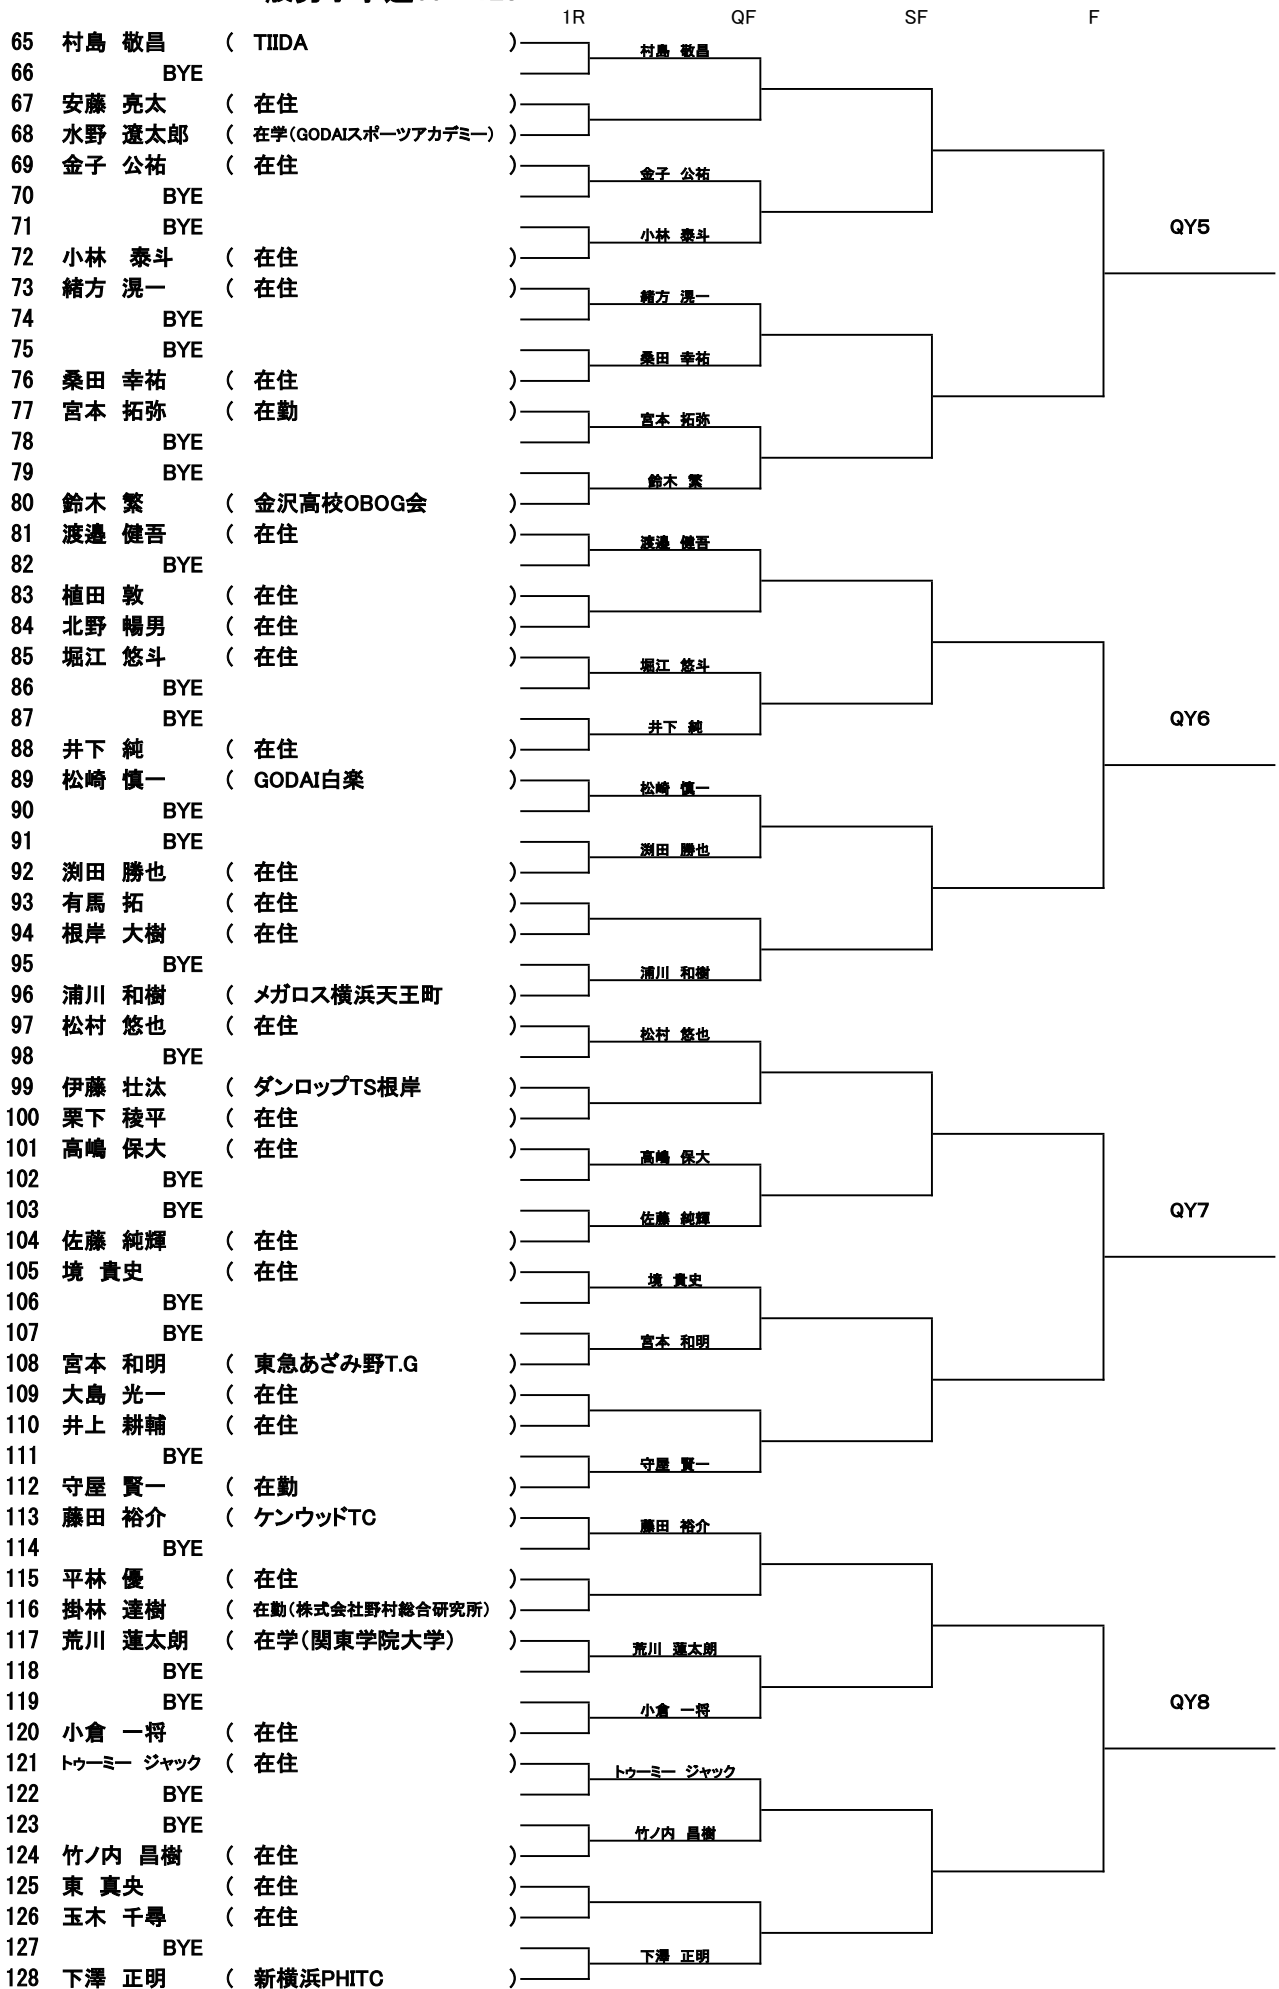 1R QF SF F
65 村島 敬昌 ( TIIDA ) 村島 敬昌
66 BYE
67 安藤 亮太 ( 在住 )
68 水野 遼太郎 ( 在学(GODAIスポーツアカデミー) )
69 金子 公祐 ( 在住 ) 金子 公祐
70 BYE
71 BYE 小林 泰斗 QY5
72 小林 泰斗 ( 在住 )
73 緒方 滉一 ( 在住 ) 緒方 滉一
74 BYE
75 BYE 桑田 幸祐
76 桑田 幸祐 ( 在住 )
77 宮本 拓弥 ( 在勤 ) 宮本 拓弥
78 BYE
79 BYE 鈴木 繁
80 鈴木 繁 ( 金沢高校OBOG会 )
81 渡邉 健吾 ( 在住 ) 渡邉 健吾
82 BYE
83 植田 敦 ( 在住 )
84 北野 暢男 ( 在住 )
85 堀江 悠斗 ( 在住 ) 堀江 悠斗
86 BYE
87 BYE 井下 純 QY6
88 井下 純 ( 在住 )
89 松崎 慎一 ( GODAI白楽 ) 松崎 慎一
90 BYE
91 BYE 渕田 勝也
92 渕田 勝也 ( 在住 )
93 有馬 拓 ( 在住 )
94 根岸 大樹 ( 在住 )
95 BYE 浦川 和樹
96 浦川 和樹 ( メガロス横浜天王町 )
97 松村 悠也 ( 在住 ) 松村 悠也
98 BYE
99 伊藤 壮汰 ( ダンロップTS根岸 )
100 栗下 稜平 ( 在住 )
101 高嶋 保大 ( 在住 ) 高嶋 保大
102 BYE
103 BYE 佐藤 純輝 QY7
104 佐藤 純輝 ( 在住 )
105 境 貴史 ( 在住 ) 境 貴史
106 BYE
107 BYE 宮本 和明
108 宮本 和明 ( 東急あざみ野T.G )
109 大島 光一 ( 在住 )
110 井上 耕輔 ( 在住 )
111 BYE 守屋 賢一
112 守屋 賢一 ( 在勤 )
113 藤田 裕介 ( ケンウッドTC ) 藤田 裕介
114 BYE
115 平林 優 ( 在住 )
116 掛林 達樹 ( 在勤(株式会社野村総合研究所) )
117 荒川 蓮太朗 ( 在学(関東学院大学) ) 荒川 蓮太朗
118 BYE
119 BYE 小倉 一将 QY8
120 小倉 一将 ( 在住 )
121 トゥーミー ジャック ( 在住 ) トゥーミー ジャック
122 BYE
123 BYE 竹ノ内 昌樹
124 竹ノ内 昌樹 ( 在住 )
125 東 真央 ( 在住 )
126 玉木 千尋 ( 在住 )
127 BYE 下澤 正明
128 下澤 正明 ( 新横浜PHITC )